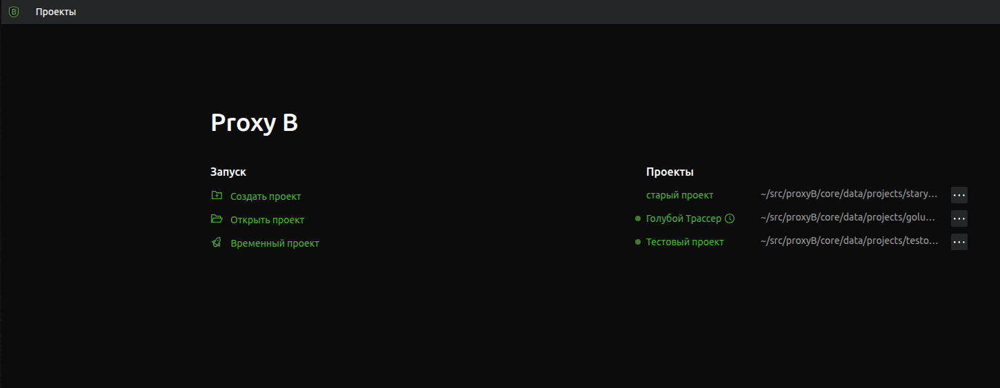 B Проекты
Proxy B
Запуск
Создать проект
Открыть проект
Временный проект
Проекты
старый проект ~/src/proxyB/core/data/projects/stary...
Голубой Трассер ~/src/proxyB/core/data/projects/golu...
Тестовый проект ~/src/proxyB/core/data/projects/testo...